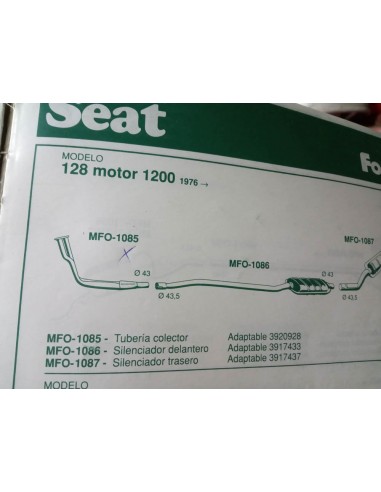 Seat
Fo
MODELO
128 motor 1200 1976 →
MFO-1085
MFO-1086
MFO-1087
Ø 43
Ø 43,5
Ø 43
Ø 43,5
MFO-1085 - Tubería colector Adaptable 3920928
MFO-1086 - Silenciador delantero Adaptable 3917433
MFO-1087 - Silenciador trasero Adaptable 3917437
MODELO